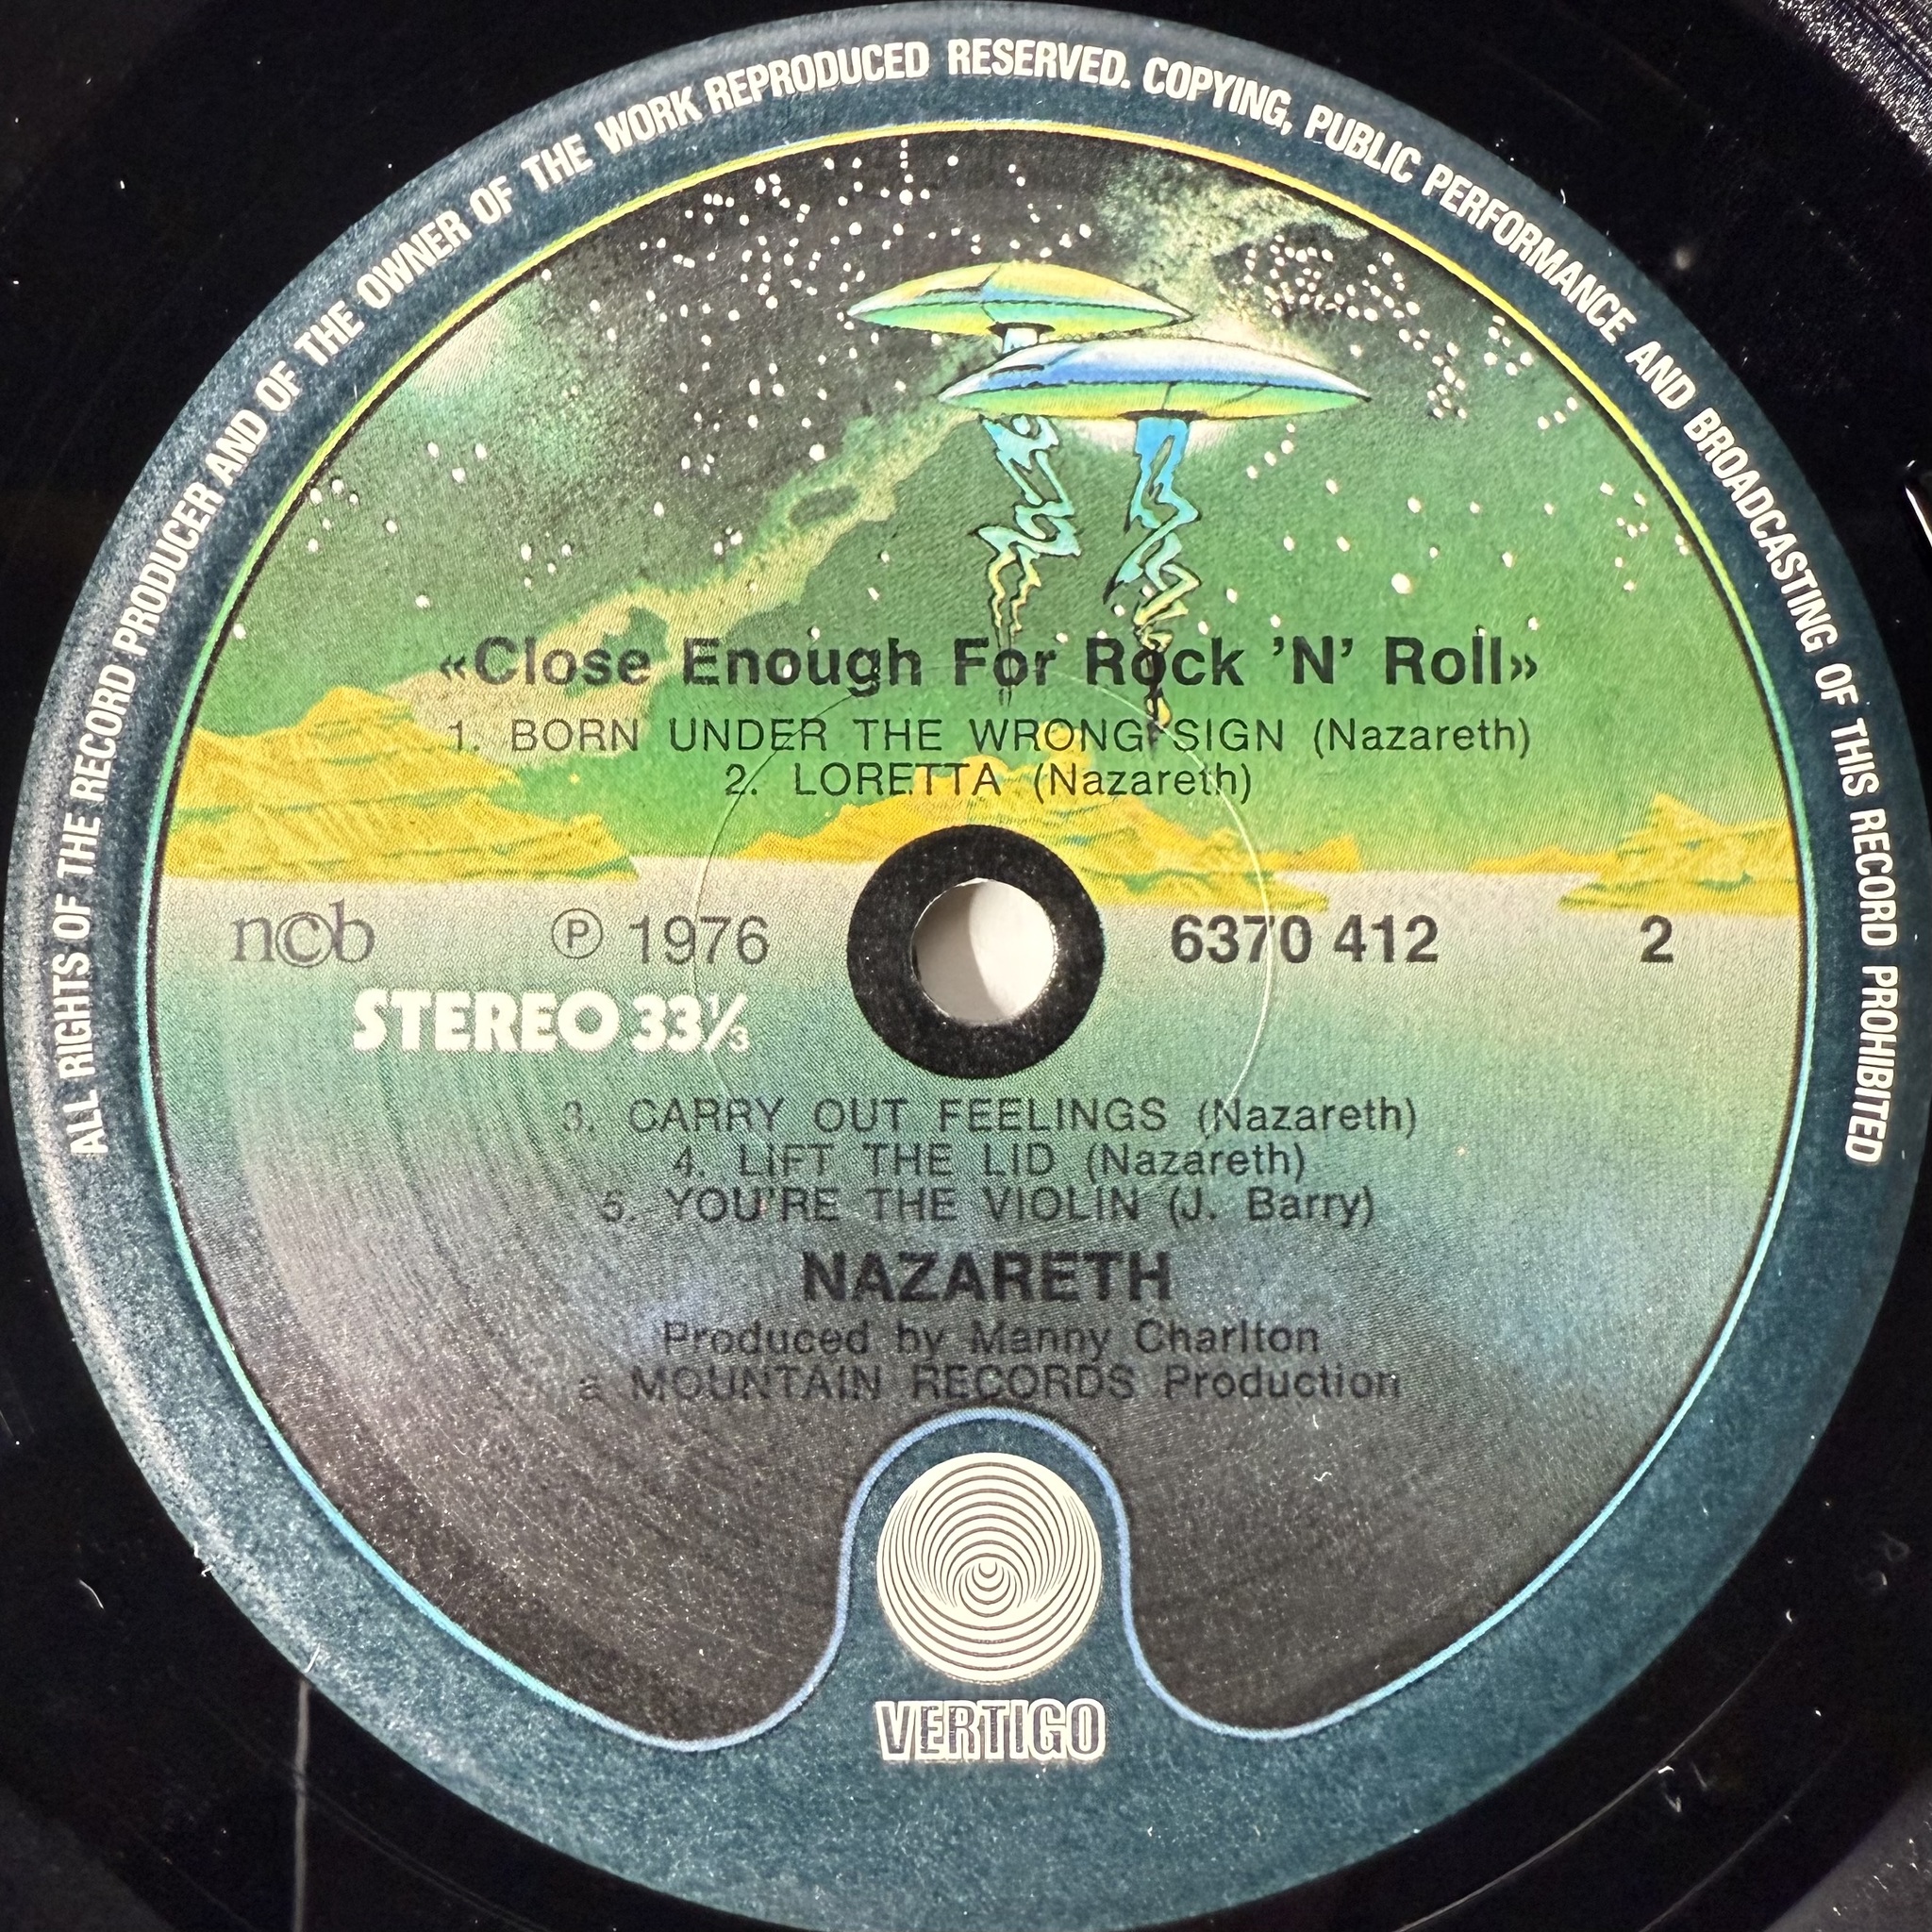 ALL RIGHTS OF THE RECORD PRODUCER AND OF THE OWNER OF THE WORK REPRODUCED RESERVED. COPYING, PUBLIC PERFORMANCE AND BROADCASTING OF THIS RECORD PROHIBITED
«Close Enough For Rock 'N' Roll»
1. BORN UNDER THE WRONG SIGN (Nazareth)
2. LORETTA (Nazareth)
n©b ℗ 1976 6370 412 2
STEREO 33⅓
3. CARRY OUT FEELINGS (Nazareth)
4. LIFT THE LID (Nazareth)
5. YOU'RE THE VIOLIN (J. Barry)
NAZARETH
Produced by Manny Charlton
a MOUNTAIN RECORDS Production
VERTIGO